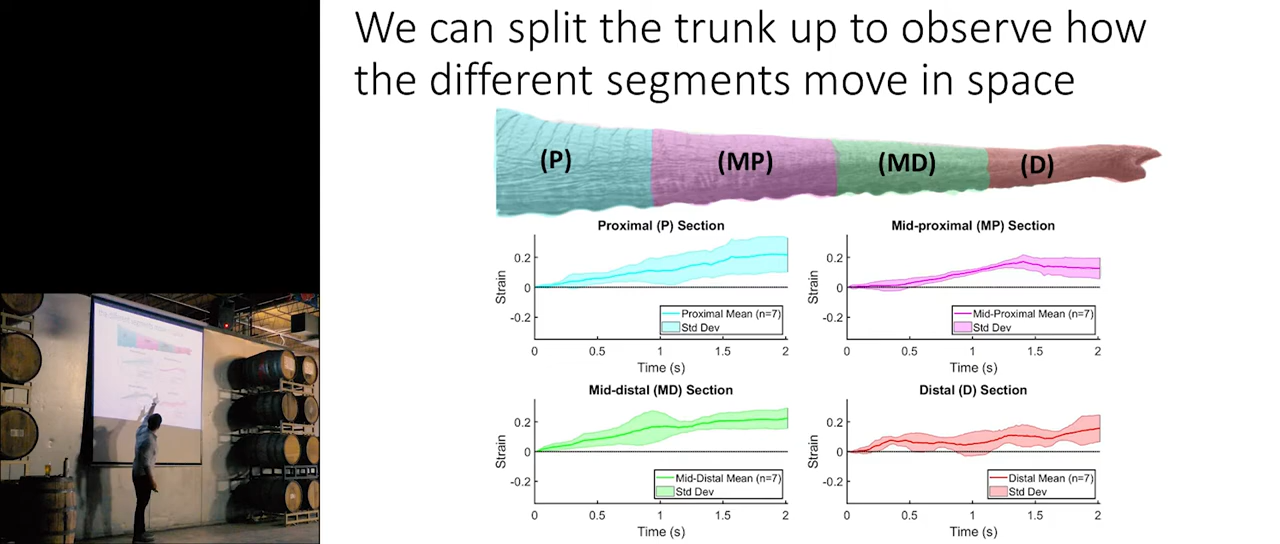 We can split the trunk up to observe how
the different segments move in space
(P)
(MP)
(MD)
(D)
Proximal (P) Section
0.2
0
-0.2
Strain
Proximal Mean (n=7)
Std Dev
0
0.5
1
1.5
2
Time (s)
Mid-proximal (MP) Section
0.2
0
-0.2
Strain
Mid-Proximal Mean (n=7)
Std Dev
0
0.5
1
1.5
2
Time (s)
Mid-distal (MD) Section
0.2
0
-0.2
Strain
Mid-Distal Mean (n=7)
Std Dev
0
0.5
1
1.5
2
Time (s)
Distal (D) Section
0.2
0
-0.2
Strain
Distal Mean (n=7)
Std Dev
0
0.5
1
1.5
2
Time (s)